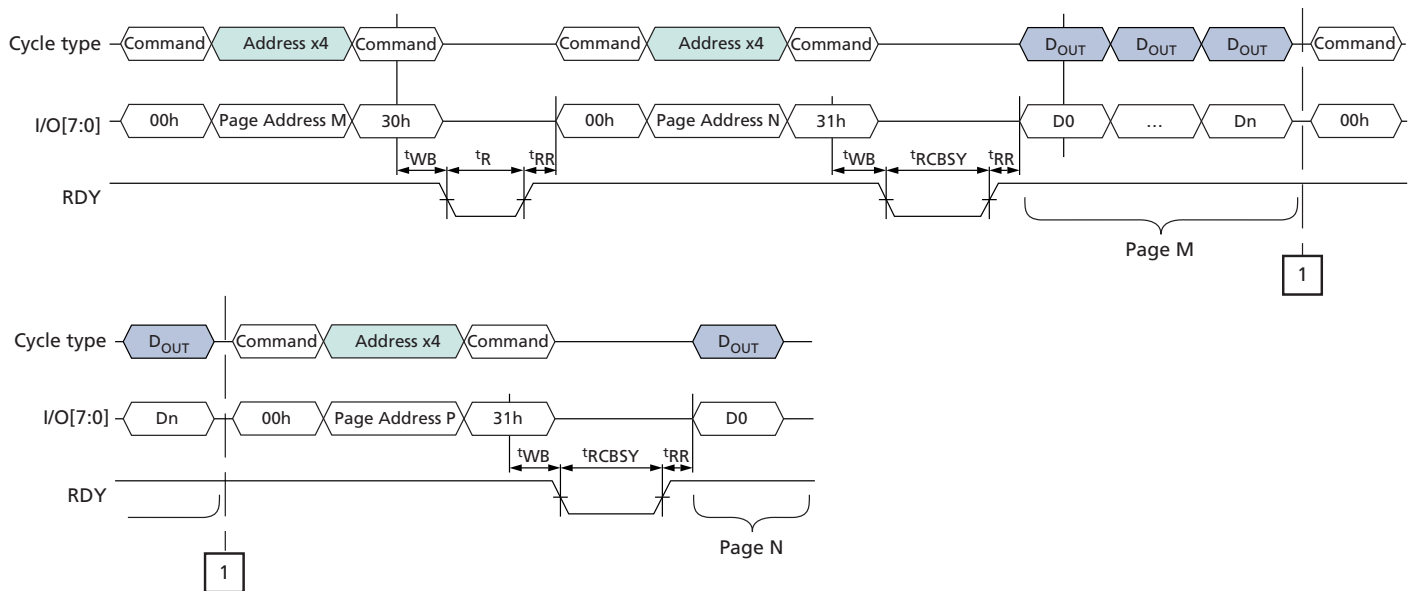 Cycle type Command Address x4 Command Command Address x4 Command DOUT DOUT DOUT Command
I/O[7:0] 00h Page Address M 30h 00h Page Address N 31h D0 … Dn 00h
tWB tR tRR tWB tRCBSY tRR
RDY
Page M
1
Cycle type DOUT Command Address x4 Command DOUT
I/O[7:0] Dn 00h Page Address P 31h D0
tWB tRCBSY tRR
RDY
Page N
1